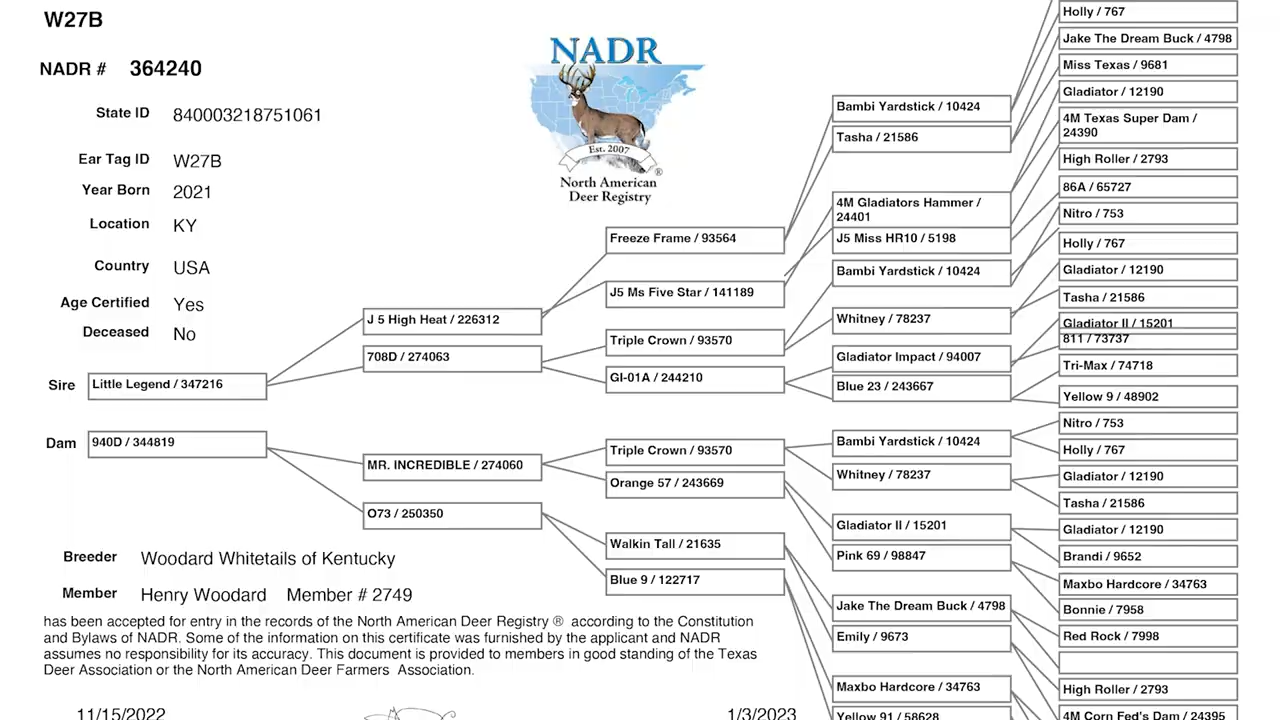 W27B
NADR # 364240
State ID 840003218751061
Ear Tag ID W27B
Year Born 2021
Location KY
Country USA
Age Certified Yes
Deceased No
NADR
Est. 2007
®
North American
Deer Registry
Sire Little Legend / 347216
Dam 940D / 344819
J 5 High Heat / 226312
708D / 274063
MR. INCREDIBLE / 274060
O73 / 250350
Freeze Frame / 93564
J5 Ms Five Star / 141189
Triple Crown / 93570
GI-01A / 244210
Triple Crown / 93570
Orange 57 / 243669
Walkin Tall / 21635
Blue 9 / 122717
Bambi Yardstick / 10424
Tasha / 21586
4M Gladiators Hammer /
24401
J5 Miss HR10 / 5198
Bambi Yardstick / 10424
Whitney / 78237
Gladiator Impact / 94007
Blue 23 / 243667
Bambi Yardstick / 10424
Whitney / 78237
Gladiator II / 15201
Pink 69 / 98847
Jake The Dream Buck / 4798
Emily / 9673
Maxbo Hardcore / 34763
Yellow 91 / 58628
Holly / 767
Jake The Dream Buck / 4798
Miss Texas / 9681
Gladiator / 12190
4M Texas Super Dam /
24390
High Roller / 2793
86A / 65727
Nitro / 753
Holly / 767
Gladiator / 12190
Tasha / 21586
Gladiator II / 15201
811 / 73737
Tri-Max / 74718
Yellow 9 / 48902
Nitro / 753
Holly / 767
Gladiator / 12190
Tasha / 21586
Gladiator / 12190
Brandi / 9652
Maxbo Hardcore / 34763
Bonnie / 7958
Red Rock / 7998
High Roller / 2793
4M Corn Fed's Dam / 24395
Breeder Woodard Whitetails of Kentucky
Member Henry Woodard Member # 2749
has been accepted for entry in the records of the North American Deer Registry ® according to the Constitution
and Bylaws of NADR. Some of the information on this certificate was furnished by the applicant and NADR
assumes no responsibility for its accuracy. This document is provided to members in good standing of the Texas
Deer Association or the North American Deer Farmers Association.
11/15/2022 1/3/2023